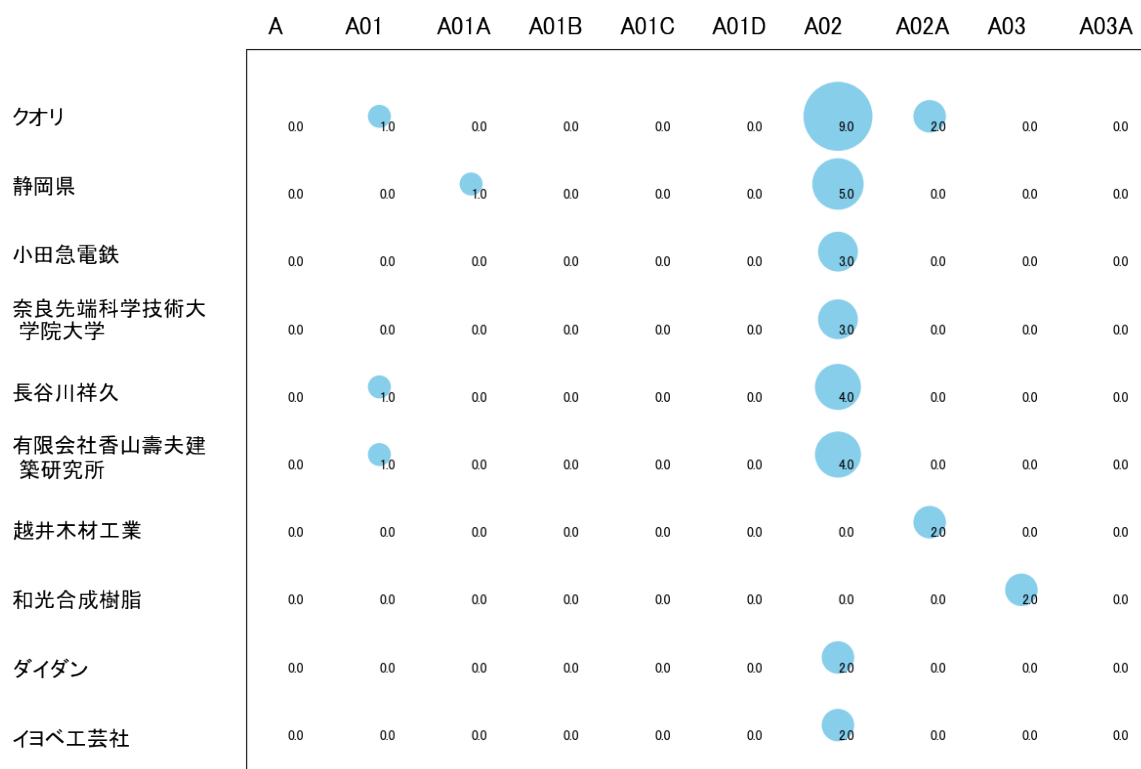 A A01 A01A A01B A01C A01D A02 A02A A03 A03A
クオリ 0.0 1.0 0.0 0.0 0.0 0.0 9.0 2.0 0.0 0.0
静岡県 0.0 0.0 1.0 0.0 0.0 0.0 5.0 0.0 0.0 0.0
小田急電鉄 0.0 0.0 0.0 0.0 0.0 0.0 3.0 0.0 0.0 0.0
奈良先端科学技術大
学院大学 0.0 0.0 0.0 0.0 0.0 0.0 3.0 0.0 0.0 0.0
長谷川祥久 0.0 1.0 0.0 0.0 0.0 0.0 4.0 0.0 0.0 0.0
有限会社香山壽夫建
築研究所 0.0 1.0 0.0 0.0 0.0 0.0 4.0 0.0 0.0 0.0
越井木材工業 0.0 0.0 0.0 0.0 0.0 0.0 0.0 2.0 0.0 0.0
和光合成樹脂 0.0 0.0 0.0 0.0 0.0 0.0 0.0 0.0 2.0 0.0
ダイダン 0.0 0.0 0.0 0.0 0.0 0.0 2.0 0.0 0.0 0.0
イヨベ工芸社 0.0 0.0 0.0 0.0 0.0 0.0 2.0 0.0 0.0 0.0